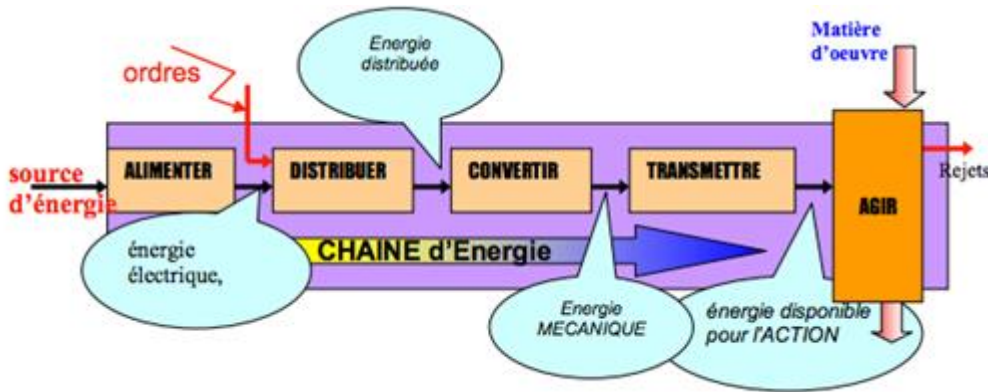 Energie
distribuée
Matière
d'oeuvre
ordres
source
d'énergie
ALIMENTER
DISTRIBUER
CONVERTIR
TRANSMETTRE
AGIR
Rejets
énergie
électrique,
CHAINE d'Energie
Energie
MECANIQUE
énergie disponible
pour l'ACTION